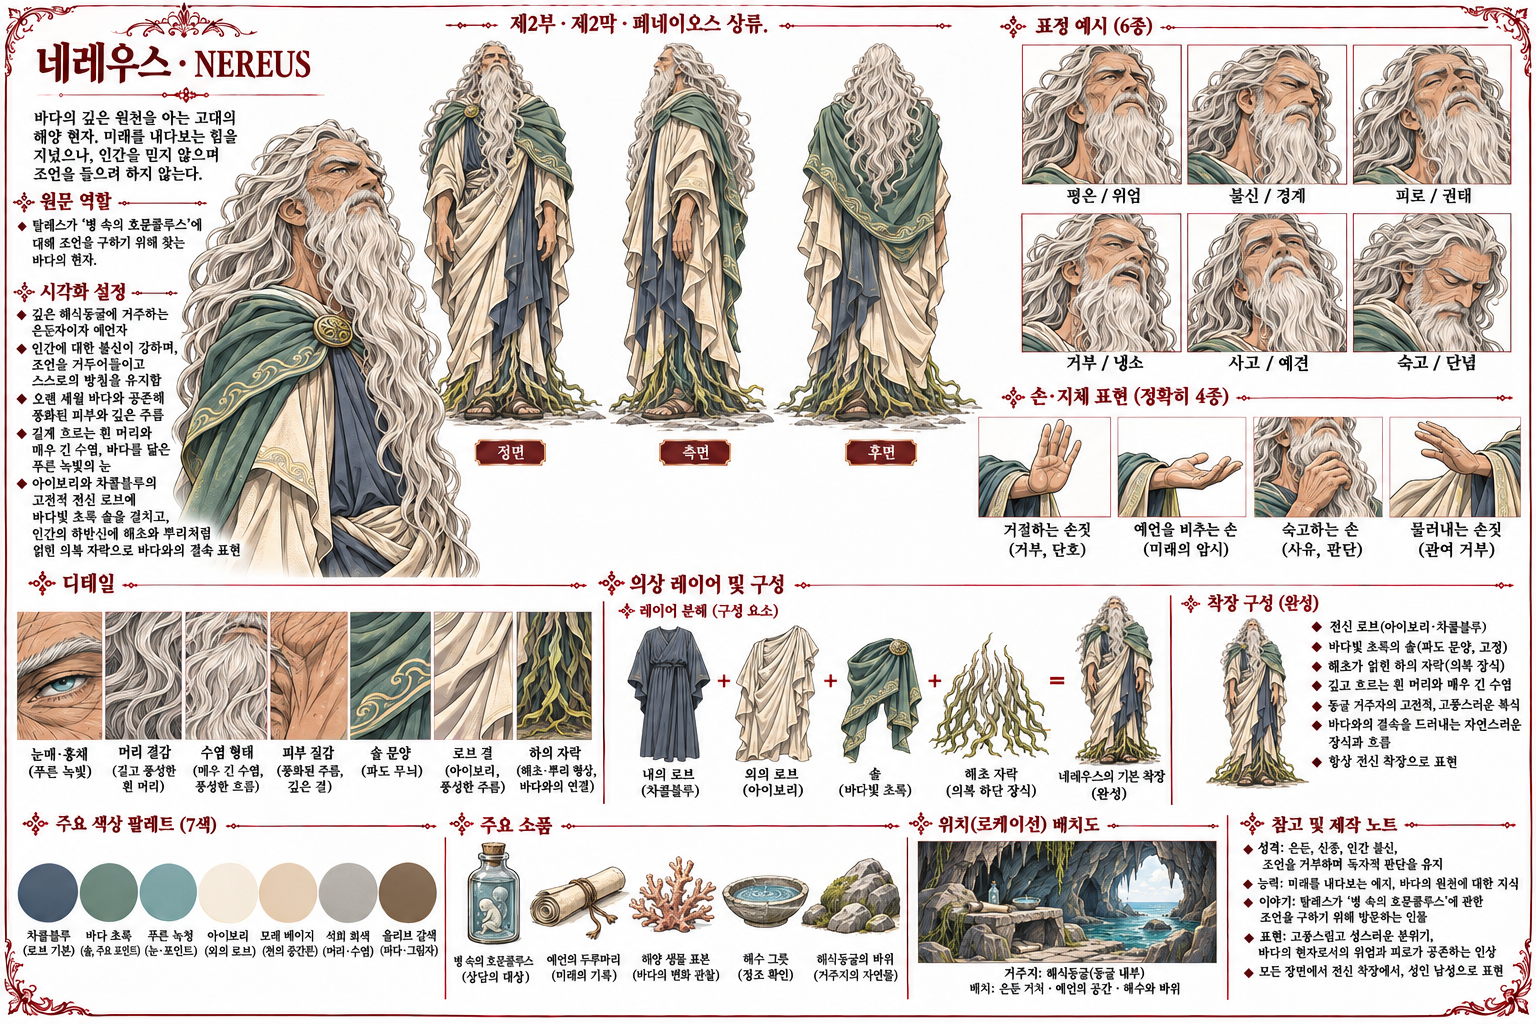 네레우스 · NEREUS
바다의 깊은 원천을 아는 고대의
해양 현자. 미래를 내다보는 힘을
지녔으나, 인간을 믿지 않으며
조언을 들으려 하지 않는다.
원문 역할
탈레스가 '병 속의 호문쿨루스'에
대해 조언을 구하기 위해 찾는
바다의 현자.
시각화 설정
깊은 해식동굴에 거주하는
은둔자이자 예언자
인간에 대한 불신이 강하며,
조언을 거두어들이고
스스로의 방침을 유지함
오랜 세월 바다와 공존해
풍화된 피부와 깊은 주름
길게 흐르는 흰 머리와
매우 긴 수염, 바다를 닮은
푸른 녹빛의 눈
아이보리와 차콜블루의
고전적 전신 로브에
바다빛 초록 숄을 걸치고,
인간의 하반신에 해초와 뿌리처럼
얽힌 의복 자락으로 바다와의 결속 표현
제2부 · 제2막 · 페네이오스 상류.
정면
측면
후면
표정 예시 (6종)
평온 / 위엄
불신 / 경계
피로 / 권태
거부 / 냉소
사고 / 예견
숙고 / 단념
손·지체 표현 (정확히 4종)
거절하는 손짓
(거부, 단호)
예언을 비추는 손
(미래의 암시)
숙고하는 손
(사유, 판단)
물러내는 손짓
(관여 거부)
디테일
눈매·홍채
(푸른 녹빛)
머리 결감
(길고 풍성한
흰 머리)
수염 형태
(매우 긴 수염,
풍성한 흐름)
피부 질감
(풍화된 주름,
깊은 결)
숄 문양
(파도 무늬)
로브 결
(아이보리,
풍성한 주름)
하의 자락
(해초·뿌리 형상,
바다와의 연결)
의상 레이어 및 구성
레이어 분해 (구성 요소)
내의 로브
(차콜블루)
+
외의 로브
(아이보리)
+
숄
(바다빛 초록)
+
해초 자락
(의복 하단 장식)
=
네레우스의 기본 착장
(완성)
착장 구성 (완성)
전신 로브(아이보리·차콜블루)
바다빛 초록의 숄(파도 문양, 고정)
해초가 얽힌 하의 자락(의복 장식)
깊고 흐르는 흰 머리와 매우 긴 수염
동굴 거주자의 고전적, 고풍스러운 복식
바다와의 결속을 드러내는 자연스러운
장식과 흐름
항상 전신 착장으로 표현
주요 색상 팔레트 (7색)
차콜블루
(로브 기본)
바다 초록
(숄, 주요 포인트)
푸른 녹청
(눈·포인트)
아이보리
(외의 로브)
모래 베이지
(천의 중간톤)
석회 회색
(머리·수염)
올리브 갈색
(바다·그림자)
주요 소품
병 속의 호문쿨루스
(상담의 대상)
예언의 두루마리
(미래의 기록)
해양 생물 표본
(바다의 변화 관찰)
해수 그릇
(정조 확인)
해식동굴의 바위
(거주지의 자연물)
위치(로케이션) 배치도
거주지: 해식동굴(동굴 내부)
배치: 은둔 거처 · 예언의 공간 · 해수와 바위
참고 및 제작 노트
성격: 은둔, 신중, 인간 불신,
조언을 거부하며 독자적 판단을 유지
능력: 미래를 내다보는 예지, 바다의 원천에 대한 지식
이야기: 탈레스가 '병 속의 호문쿨루스'에 관한
조언을 구하기 위해 방문하는 인물
표현: 고풍스럽고 성스러운 분위기,
바다의 현자로서의 위엄과 피로가 공존하는 인상
모든 장면에서 전신 착장에서, 성인 남성으로 표현